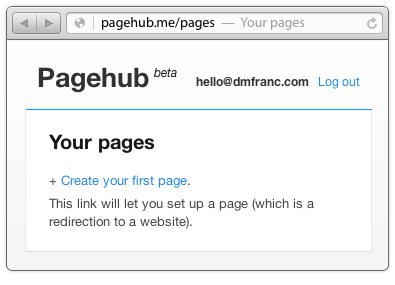 pagehub.me/pages — Your pages
Pagehub beta
hello@dmfranc.com Log out
Your pages
+ Create your first page.
This link will let you set up a page (which is a
redirection to a website).